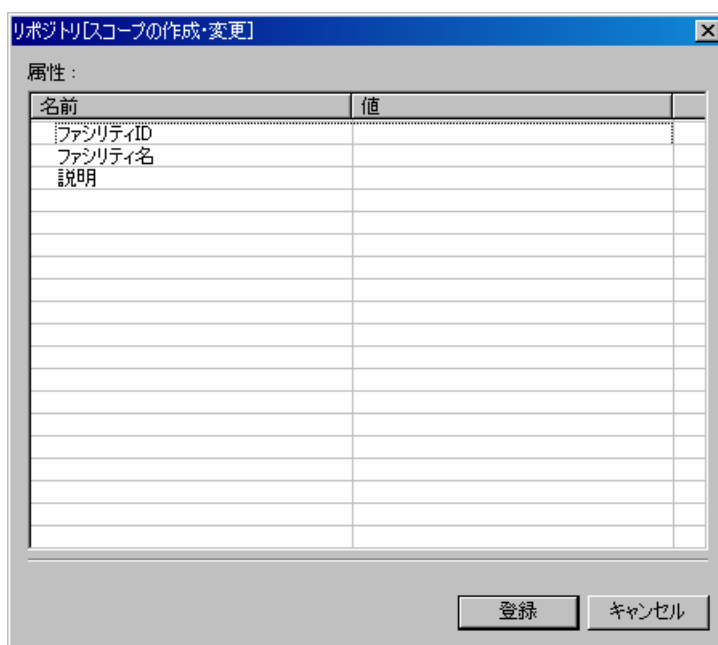 リポジトリ[スコープの作成・変更]
属性：
名前 値
ファシリティID
ファシリティ名
説明
登録 キャンセル